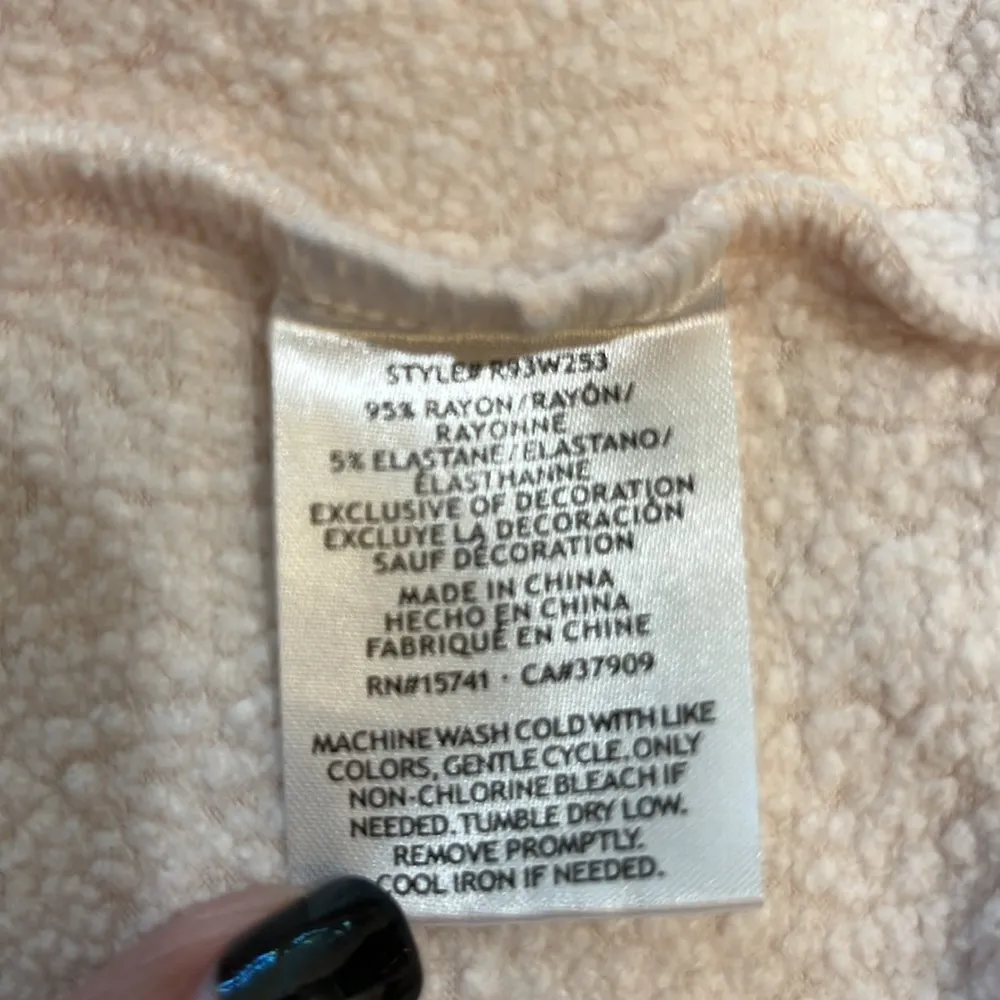 STYLE# R93W253
95% RAYON/RAYÓN/
RAYONNE
5% ELASTANE/ELASTANO/
ÉLASTHANNE
EXCLUSIVE OF DECORATION
EXCLUYE LA DECORACIÓN
SAUF DÉCORATION
MADE IN CHINA
HECHO EN CHINA
FABRIQUÉ EN CHINE
RN#15741 · CA#37909
MACHINE WASH COLD WITH LIKE
COLORS, GENTLE CYCLE. ONLY
NON-CHLORINE BLEACH IF
NEEDED. TUMBLE DRY LOW.
REMOVE PROMPTLY.
COOL IRON IF NEEDED.